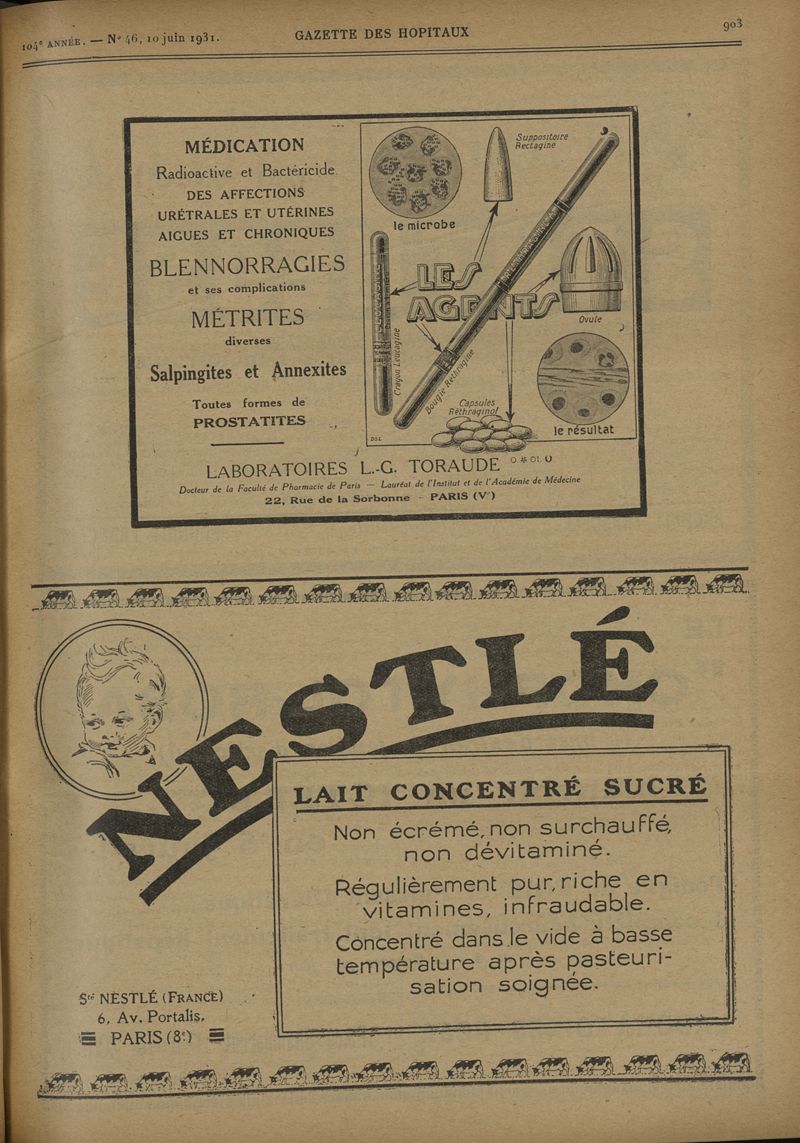 104e ANNÉE. — No 46, 10 juin 1931.
GAZETTE DES HOPITAUX
903
MÉDICATION
Radioactive et Bactéricide
DES AFFECTIONS
URÉTRALES ET UTÉRINES
AIGUES ET CHRONIQUES
BLENNORRAGIES
et ses complications
MÉTRITES
diverses
Salpingites et Annexites
Toutes formes de
PROSTATITES
le microbe
Suppositoire
Rectagine
LES
AGENTS
Ovule
Crayon Leucagine
Bougie Réthragine
Capsules
Réthraginol
le résultat
LABORATOIRES L.-G. TORAUDE
Docteur de la Faculté de Pharmacie de Paris — Lauréat de l'Institut et de l'Académie de Médecine
22, Rue de la Sorbonne - PARIS (Ve)
NESTLÉ
LAIT CONCENTRÉ SUCRÉ
Non écrémé, non surchauffé,
non dévitaminé.
Régulièrement pur, riche en
vitamines, infraudable.
Concentré dans le vide à basse
température après pasteuri-
sation soignée.
Sté NESTLÉ (FRANCE)
6, Av. Portalis.
PARIS (8e)